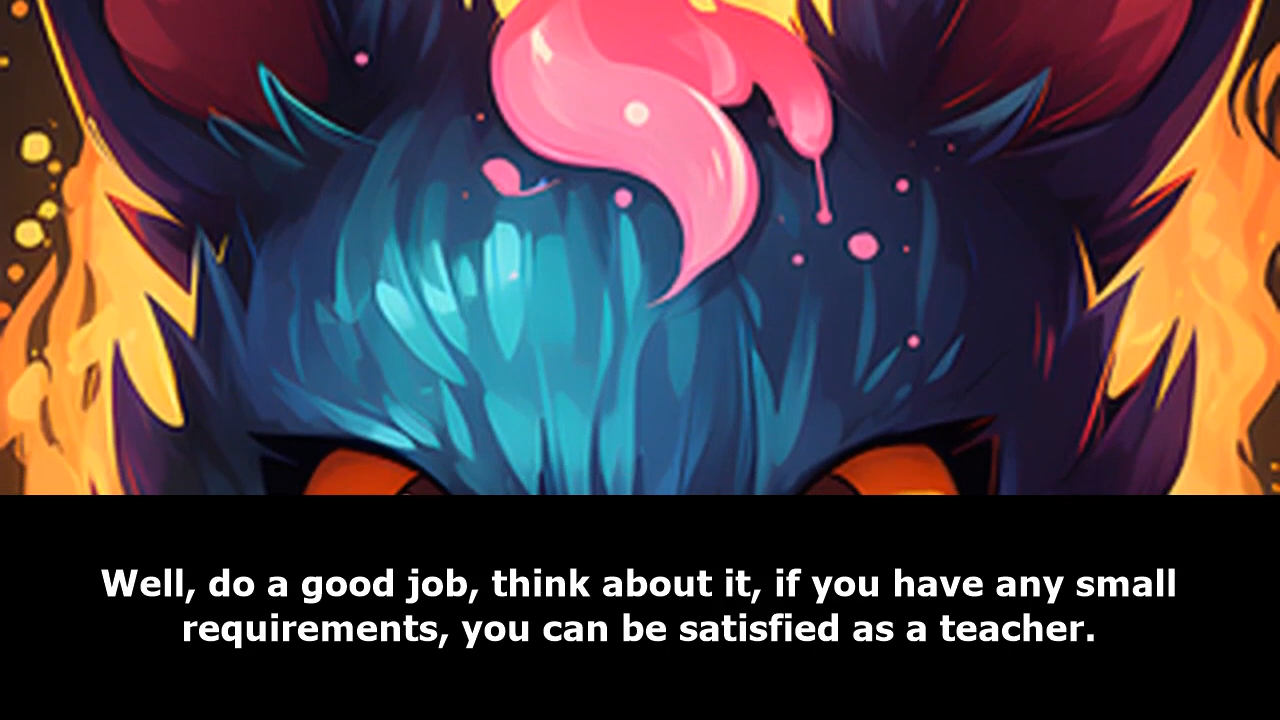 Well, do a good job, think about it, if you have any small
requirements, you can be satisfied as a teacher.